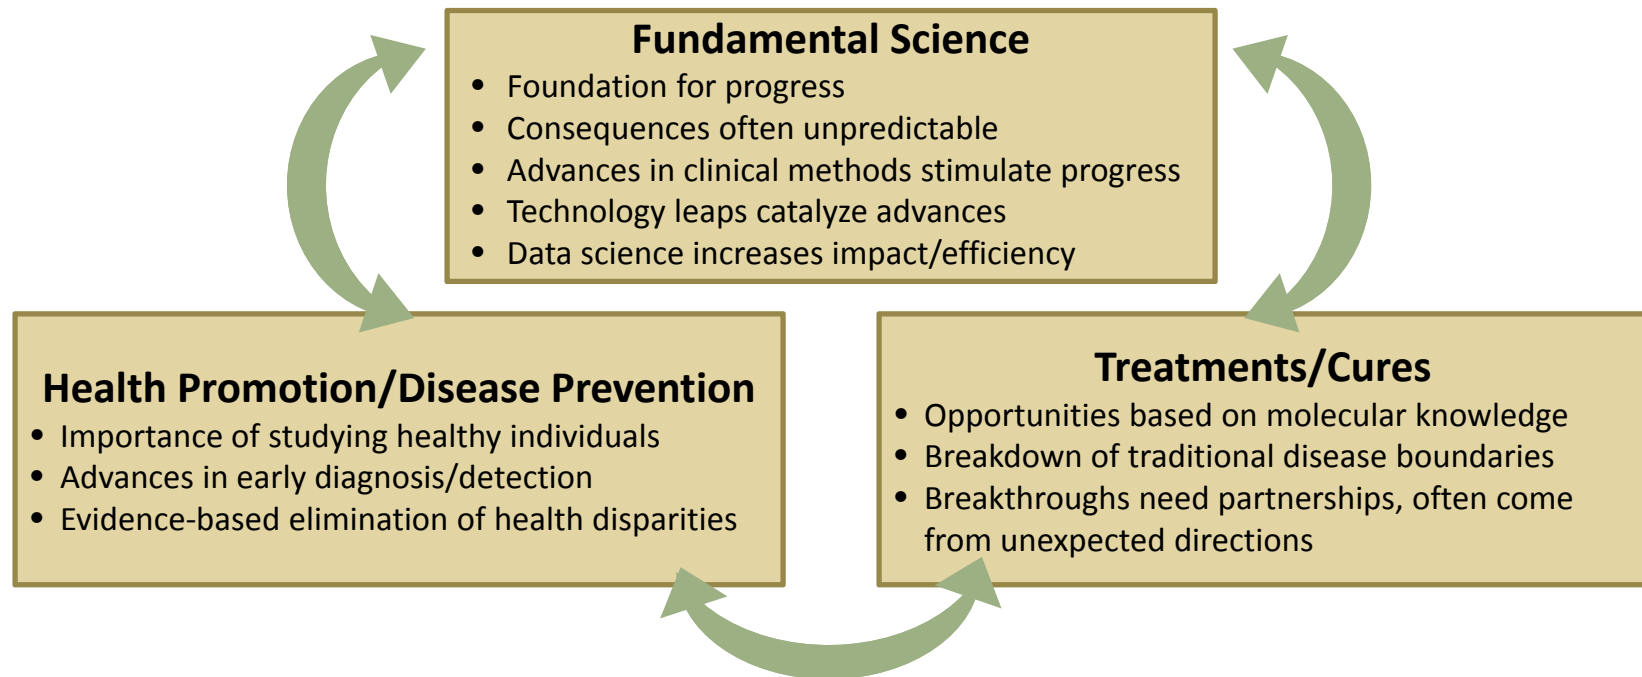 Fundamental Science
• Foundation for progress
• Consequences often unpredictable
• Advances in clinical methods stimulate progress
• Technology leaps catalyze advances
• Data science increases impact/efficiency
Health Promotion/Disease Prevention
• Importance of studying healthy individuals
• Advances in early diagnosis/detection
• Evidence-based elimination of health disparities
Treatments/Cures
• Opportunities based on molecular knowledge
• Breakdown of traditional disease boundaries
• Breakthroughs need partnerships, often come
from unexpected directions